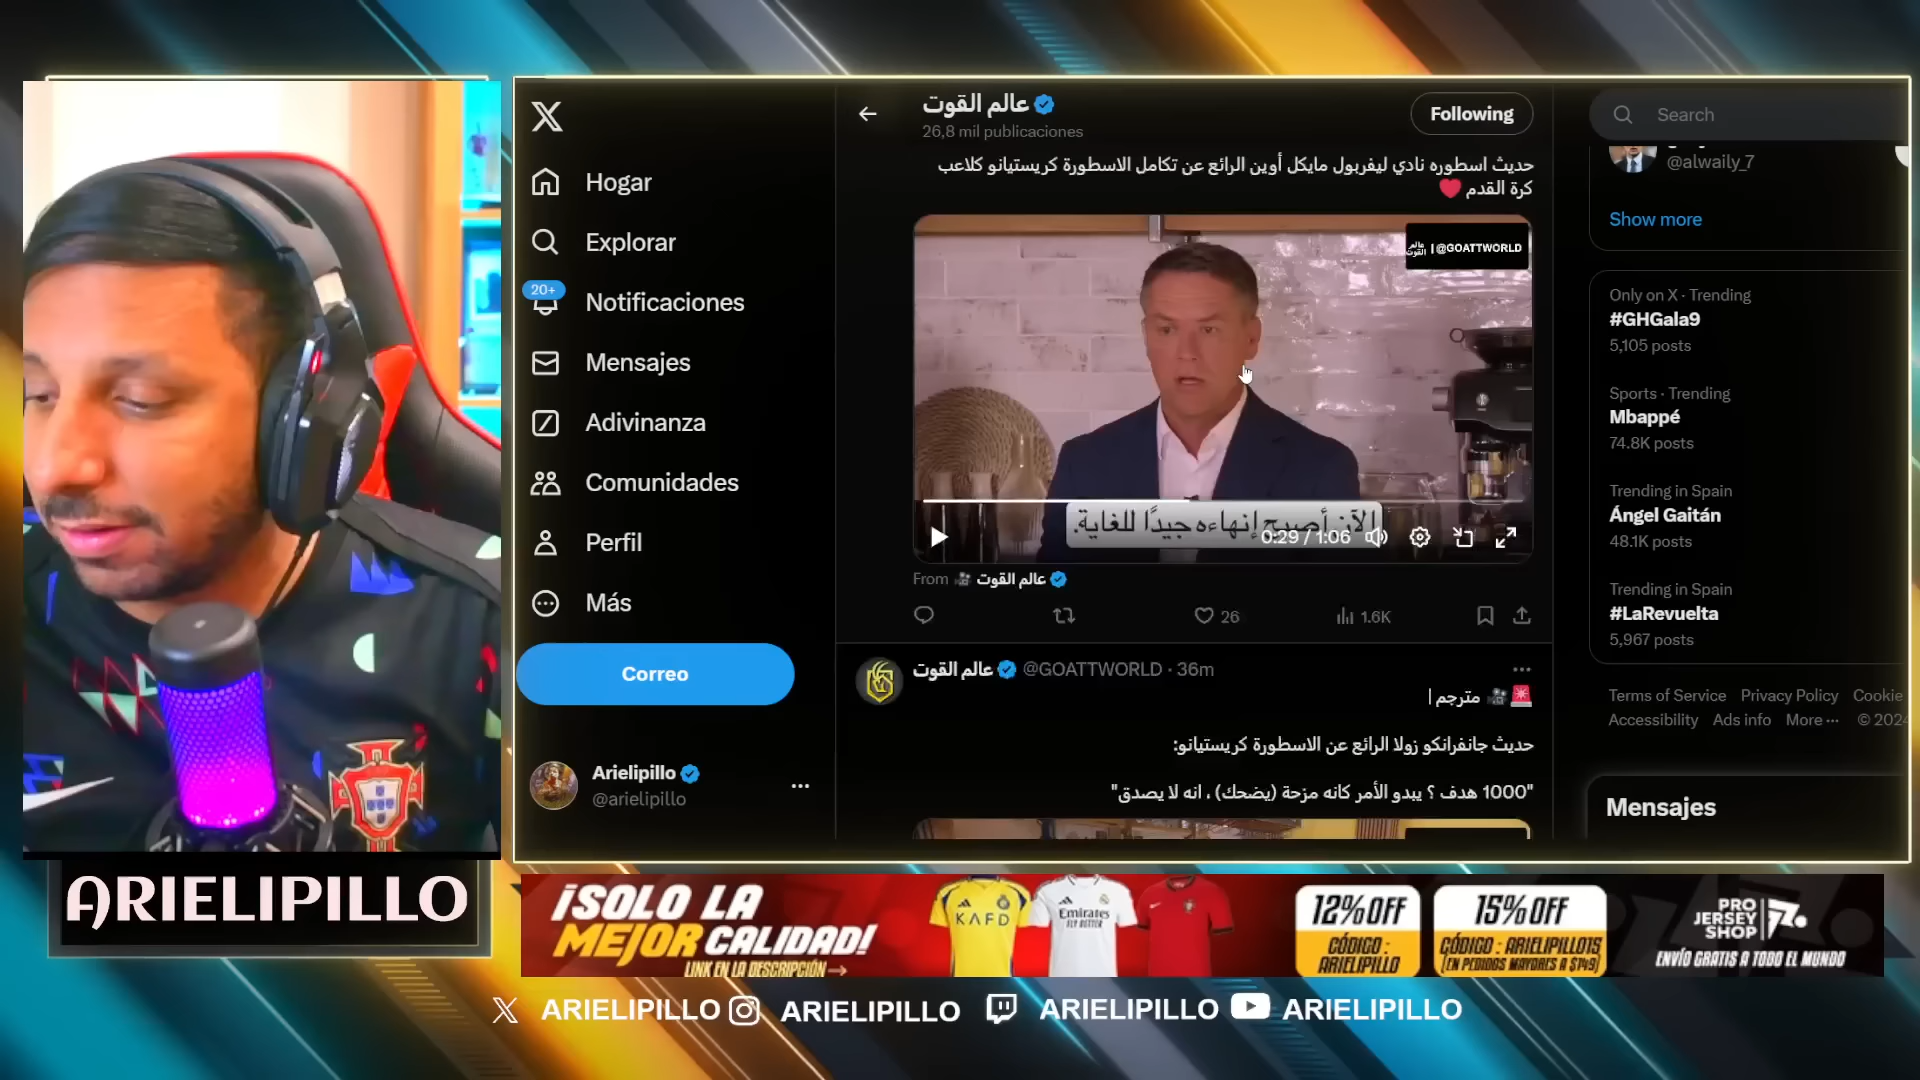 Hogar
Explorar
20+
Notificaciones
Mensajes
Adivinanza
Comunidades
Perfil
Más
Correo
Arielipillo
@arielipillo
عالم القوت
26,8 mil publicaciones
Following
حديث اسطوره نادي ليفربول مايكل أوين الرائع عن تكامل الاسطورة كريستيانو كلاعب
كرة القدم ❤️
عالم القوت | @GOATTWORLD
الآن أصبح إنهاءه جيدًا للغاية.
0:29 / 1:06
From عالم القوت
26
1.6K
عالم القوت @GOATTWORLD · 36m
مترجم |
حديث جانفرانكو زولا الرائع عن الاسطورة كريستيانو:
"1000 هدف ؟ يبدو الأمر كانه مزحة (يضحك) ، انه لا يصدق"
Search
@alwaily_7
Show more
Only on X · Trending
#GHGala9
5,105 posts
Sports · Trending
Mbappé
74.8K posts
Trending in Spain
Ángel Gaitán
48.1K posts
Trending in Spain
#LaRevuelta
5,967 posts
Terms of Service Privacy Policy Cookie
Accessibility Ads info More ··· © 2024
Mensajes
ARIELIPILLO
¡SOLO LA
MEJOR CALIDAD!
LINK EN LA DESCRIPCIÓN
KAFD
Emirates
FLY BETTER
12% OFF
CÓDIGO :
ARIELIPILLO
15% OFF
CÓDIGO : ARIELIPILLO15
(EN PEDIDOS MAYORES A $149)
PRO
JERSEY
SHOP
ENVÍO GRATIS A TODO EL MUNDO
ARIELIPILLO
ARIELIPILLO
ARIELIPILLO
ARIELIPILLO